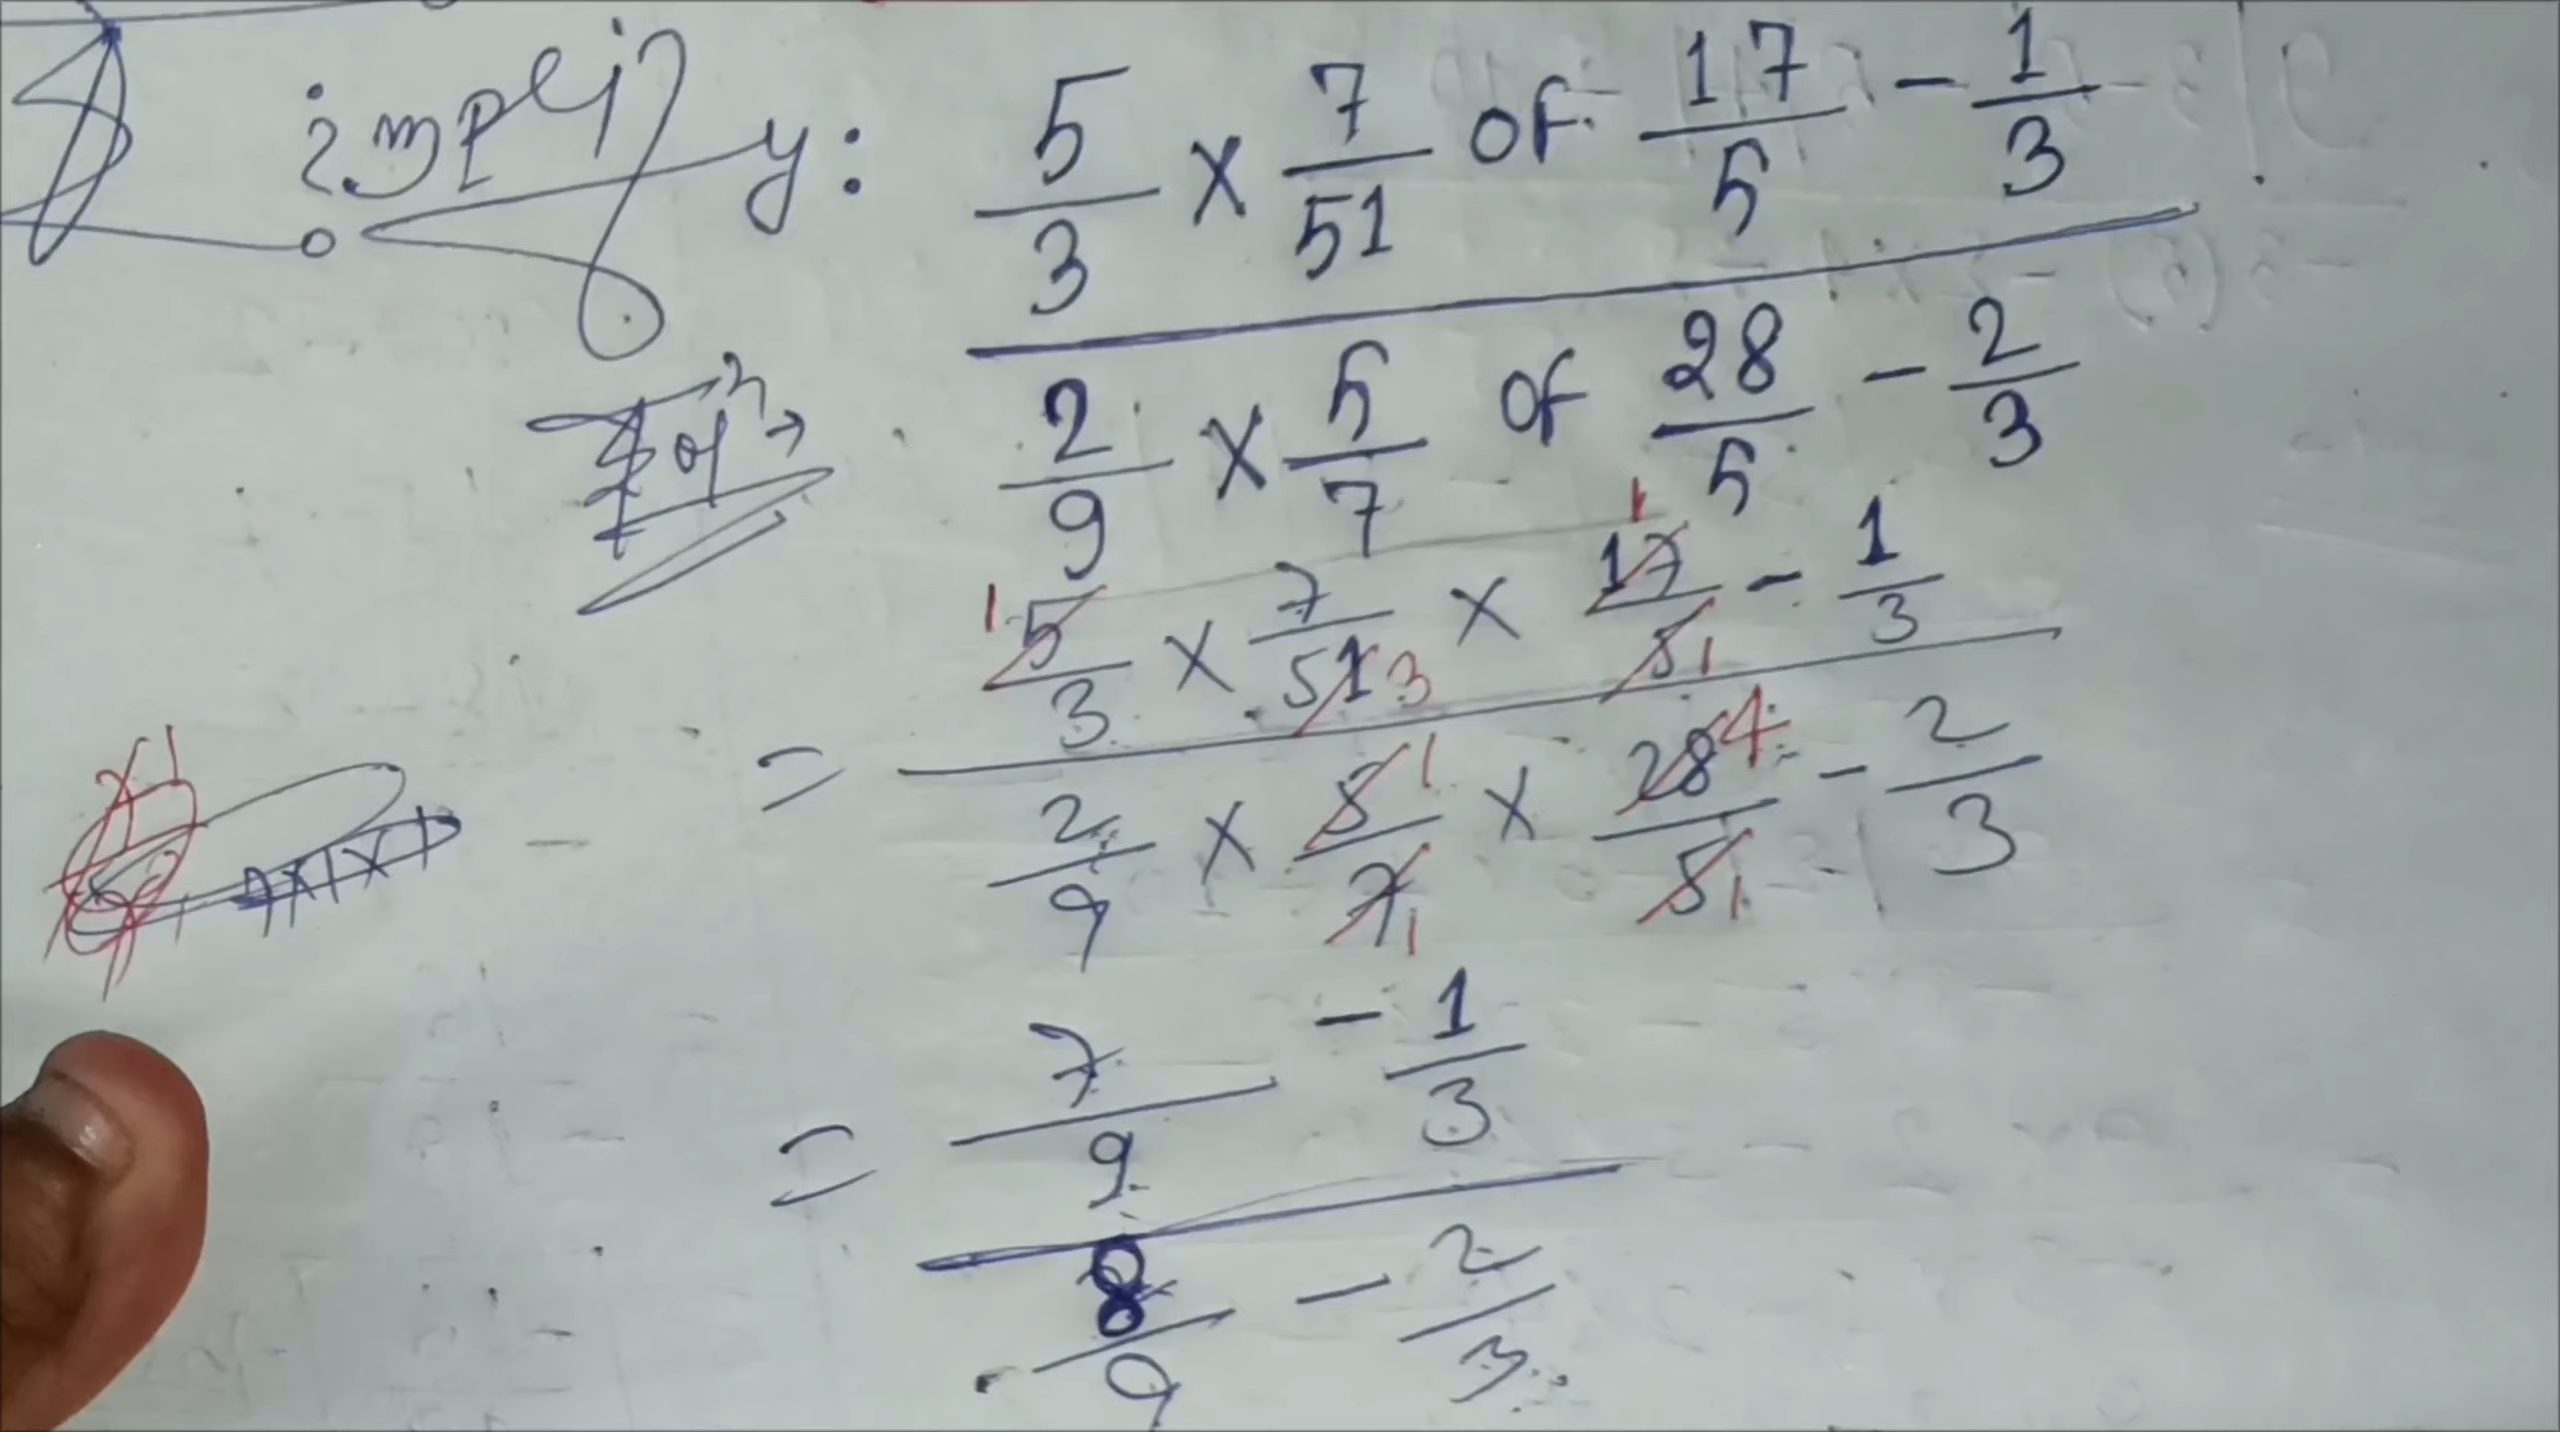 Simplify: 5/3 × 7/51 of 17/5 - 1/3
2/9 × 5/7 of 28/5 - 2/3
Solⁿ →
= 5/3 × 7/51 × 17/5 - 1/3
2/9 × 5/7 × 28/5 - 2/3
= 7/9 - 1/3
8/9 - 2/3